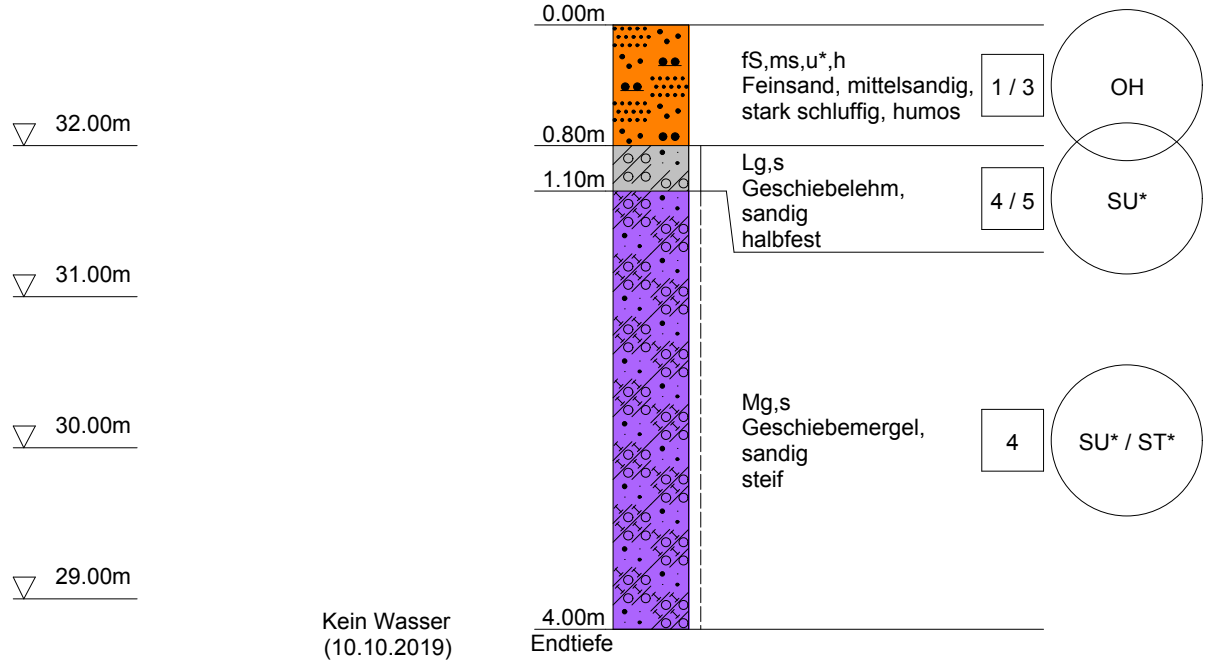 0.00m
fS,ms,u*,h
Feinsand, mittelsandig,
stark schluffig, humos
1 / 3
OH
32.00m
0.80m
Lg,s
Geschiebelehm,
sandig
halbfest
4 / 5
SU*
1.10m
31.00m
30.00m
Mg,s
Geschiebemergel,
sandig
steif
4
SU* / ST*
29.00m
Kein Wasser
(10.10.2019)
4.00m
Endtiefe